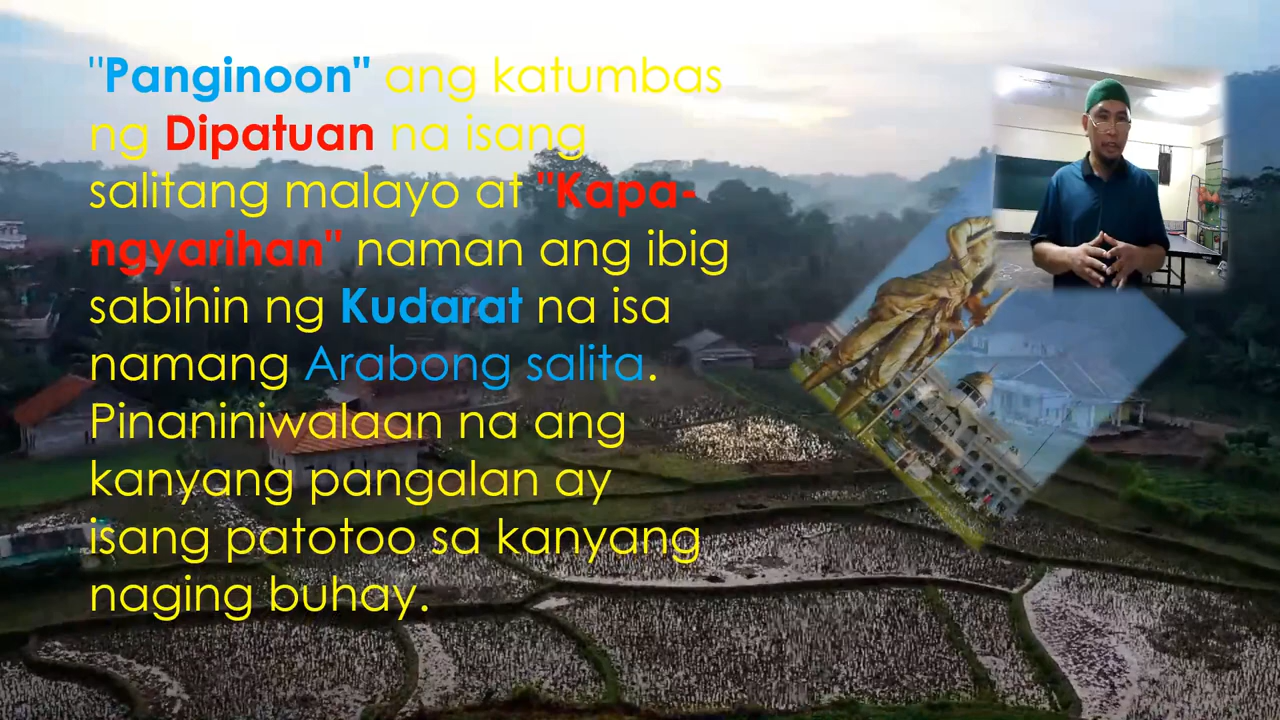 "Panginoon" ang katumbas
ng Dipatuan na isang
salitang malayo at "Kapa-
ngyarihan" naman ang ibig
sabihin ng Kudarat na isa
namang Arabong salita.
Pinaniniwalaan na ang
kanyang pangalan ay
isang patotoo sa kanyang
naging buhay.